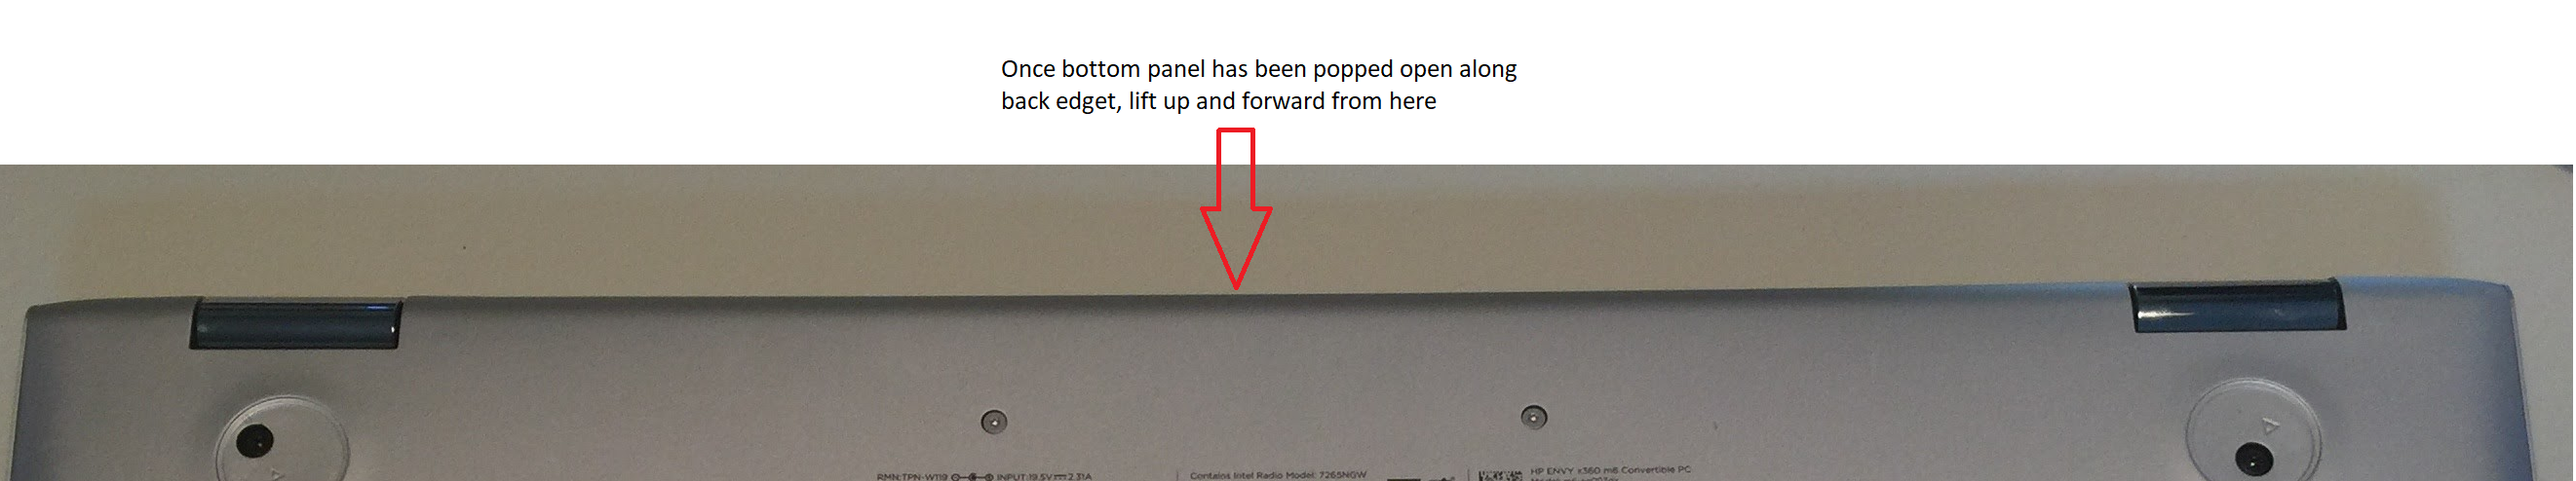 Once bottom panel has been popped open along
back edget, lift up and forward from here
RMN:TPN-W119 INPUT:19.5V⎓2.31A
Contains Intel Radio Model: 7265NGW
HP ENVY x360 m6 Convertible PC